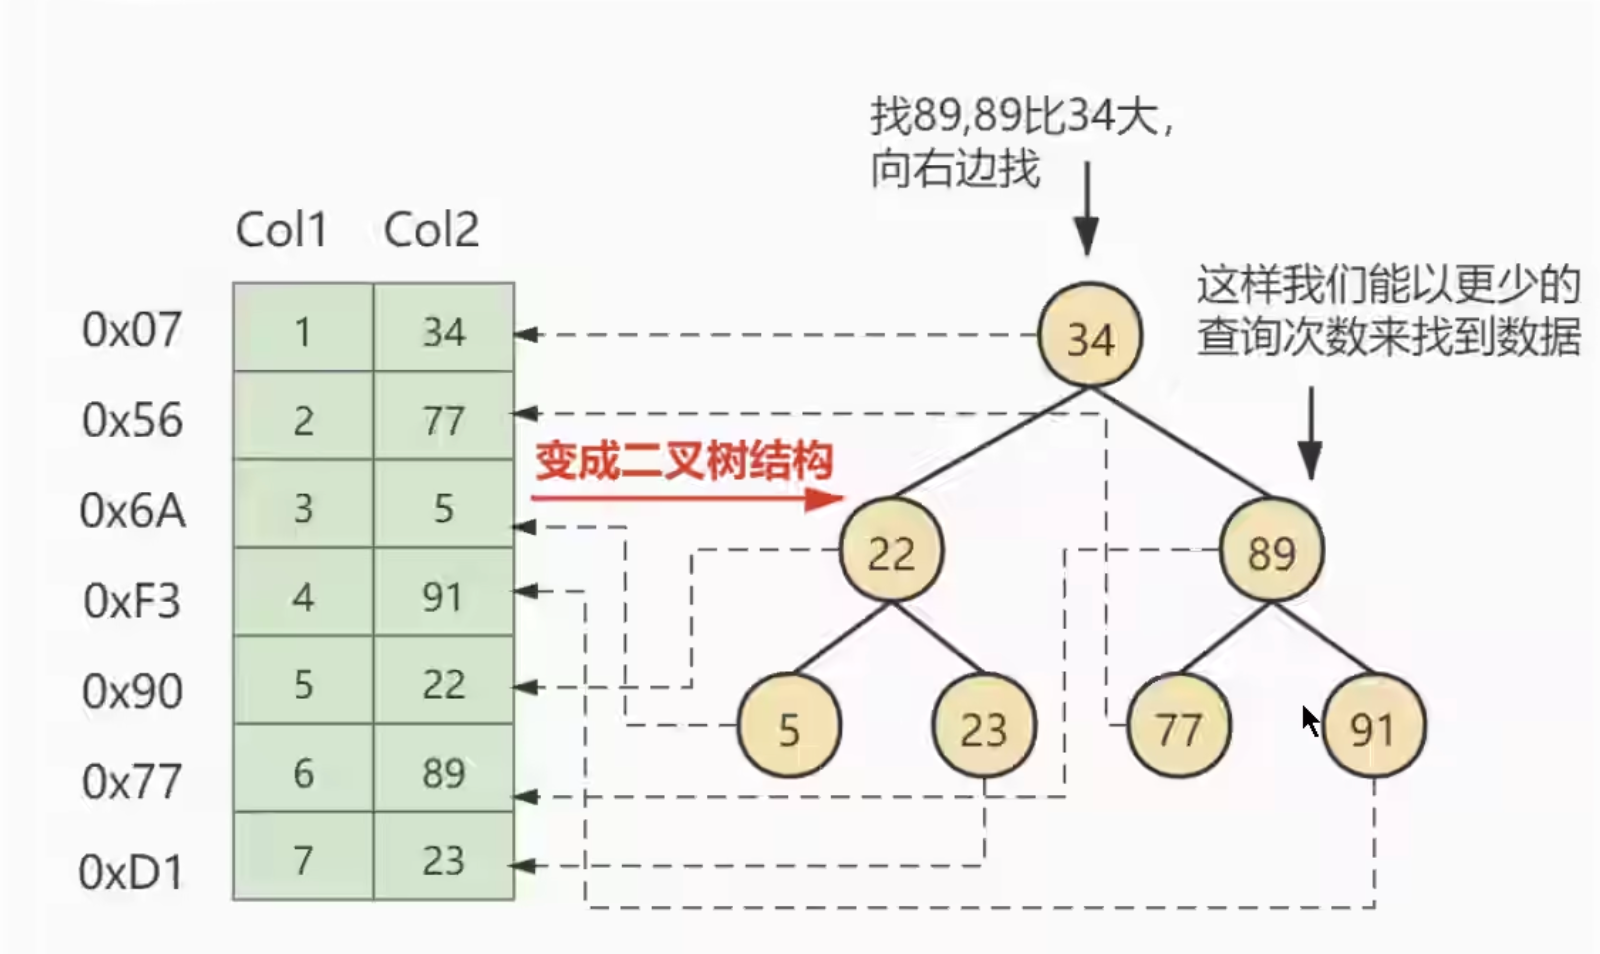 找89,89比34大,
向右边找
这样我们能以更少的
查询次数来找到数据
Col1 Col2
0x07 1 34
0x56 2 77
0x6A 3 5
0xF3 4 91
0x90 5 22
0x77 6 89
0xD1 7 23
变成二叉树结构
34
22 89
5 23 77 91